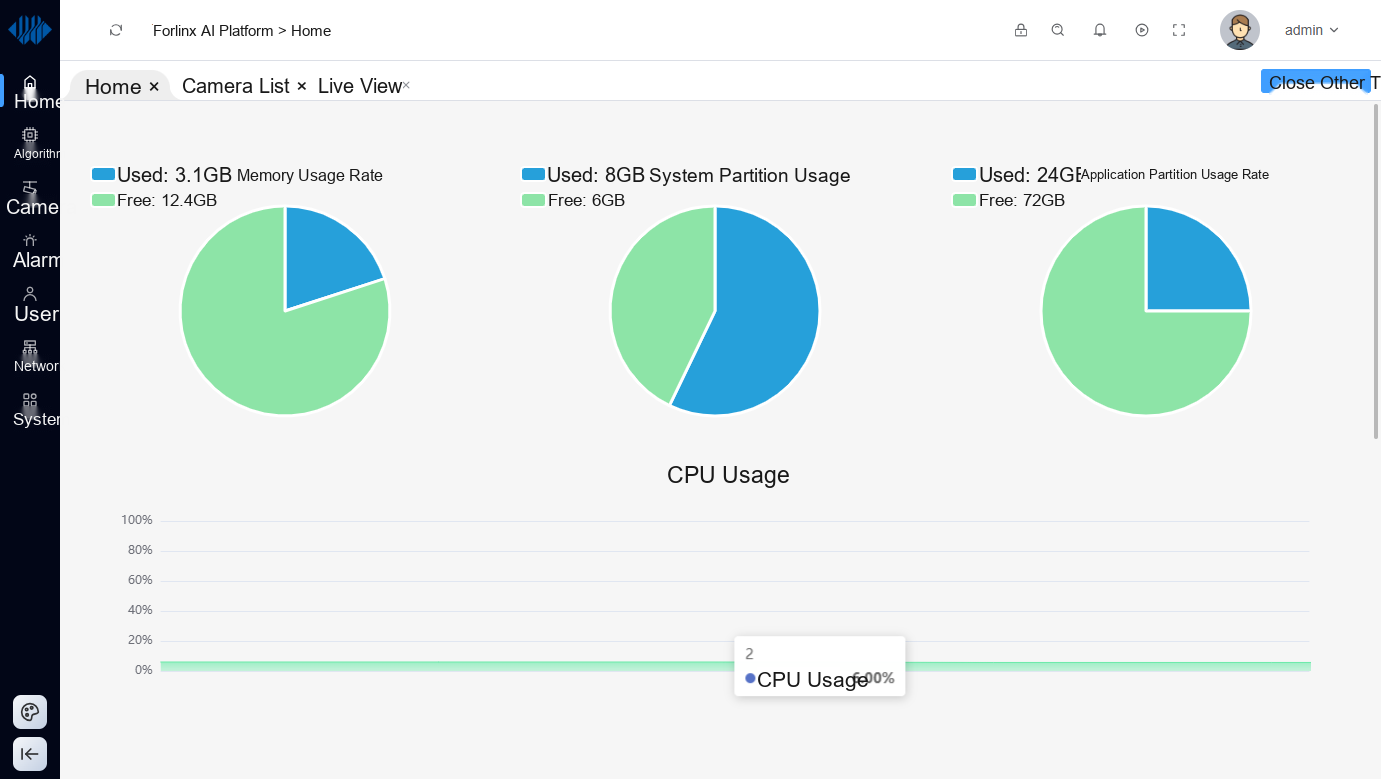 Forlinx AI Platform > Home
admin
Home ×
Camera List ×
Live View ×
Close Other T
Home
Algorithm
Came
Alarm
User
Networ
System
Used: 3.1GB Memory Usage Rate
Free: 12.4GB
Used: 8GB System Partition Usage
Free: 6GB
Used: 24GB Application Partition Usage Rate
Free: 72GB
CPU Usage
100%
80%
60%
40%
20%
0%
2
CPU Usage 6.00%